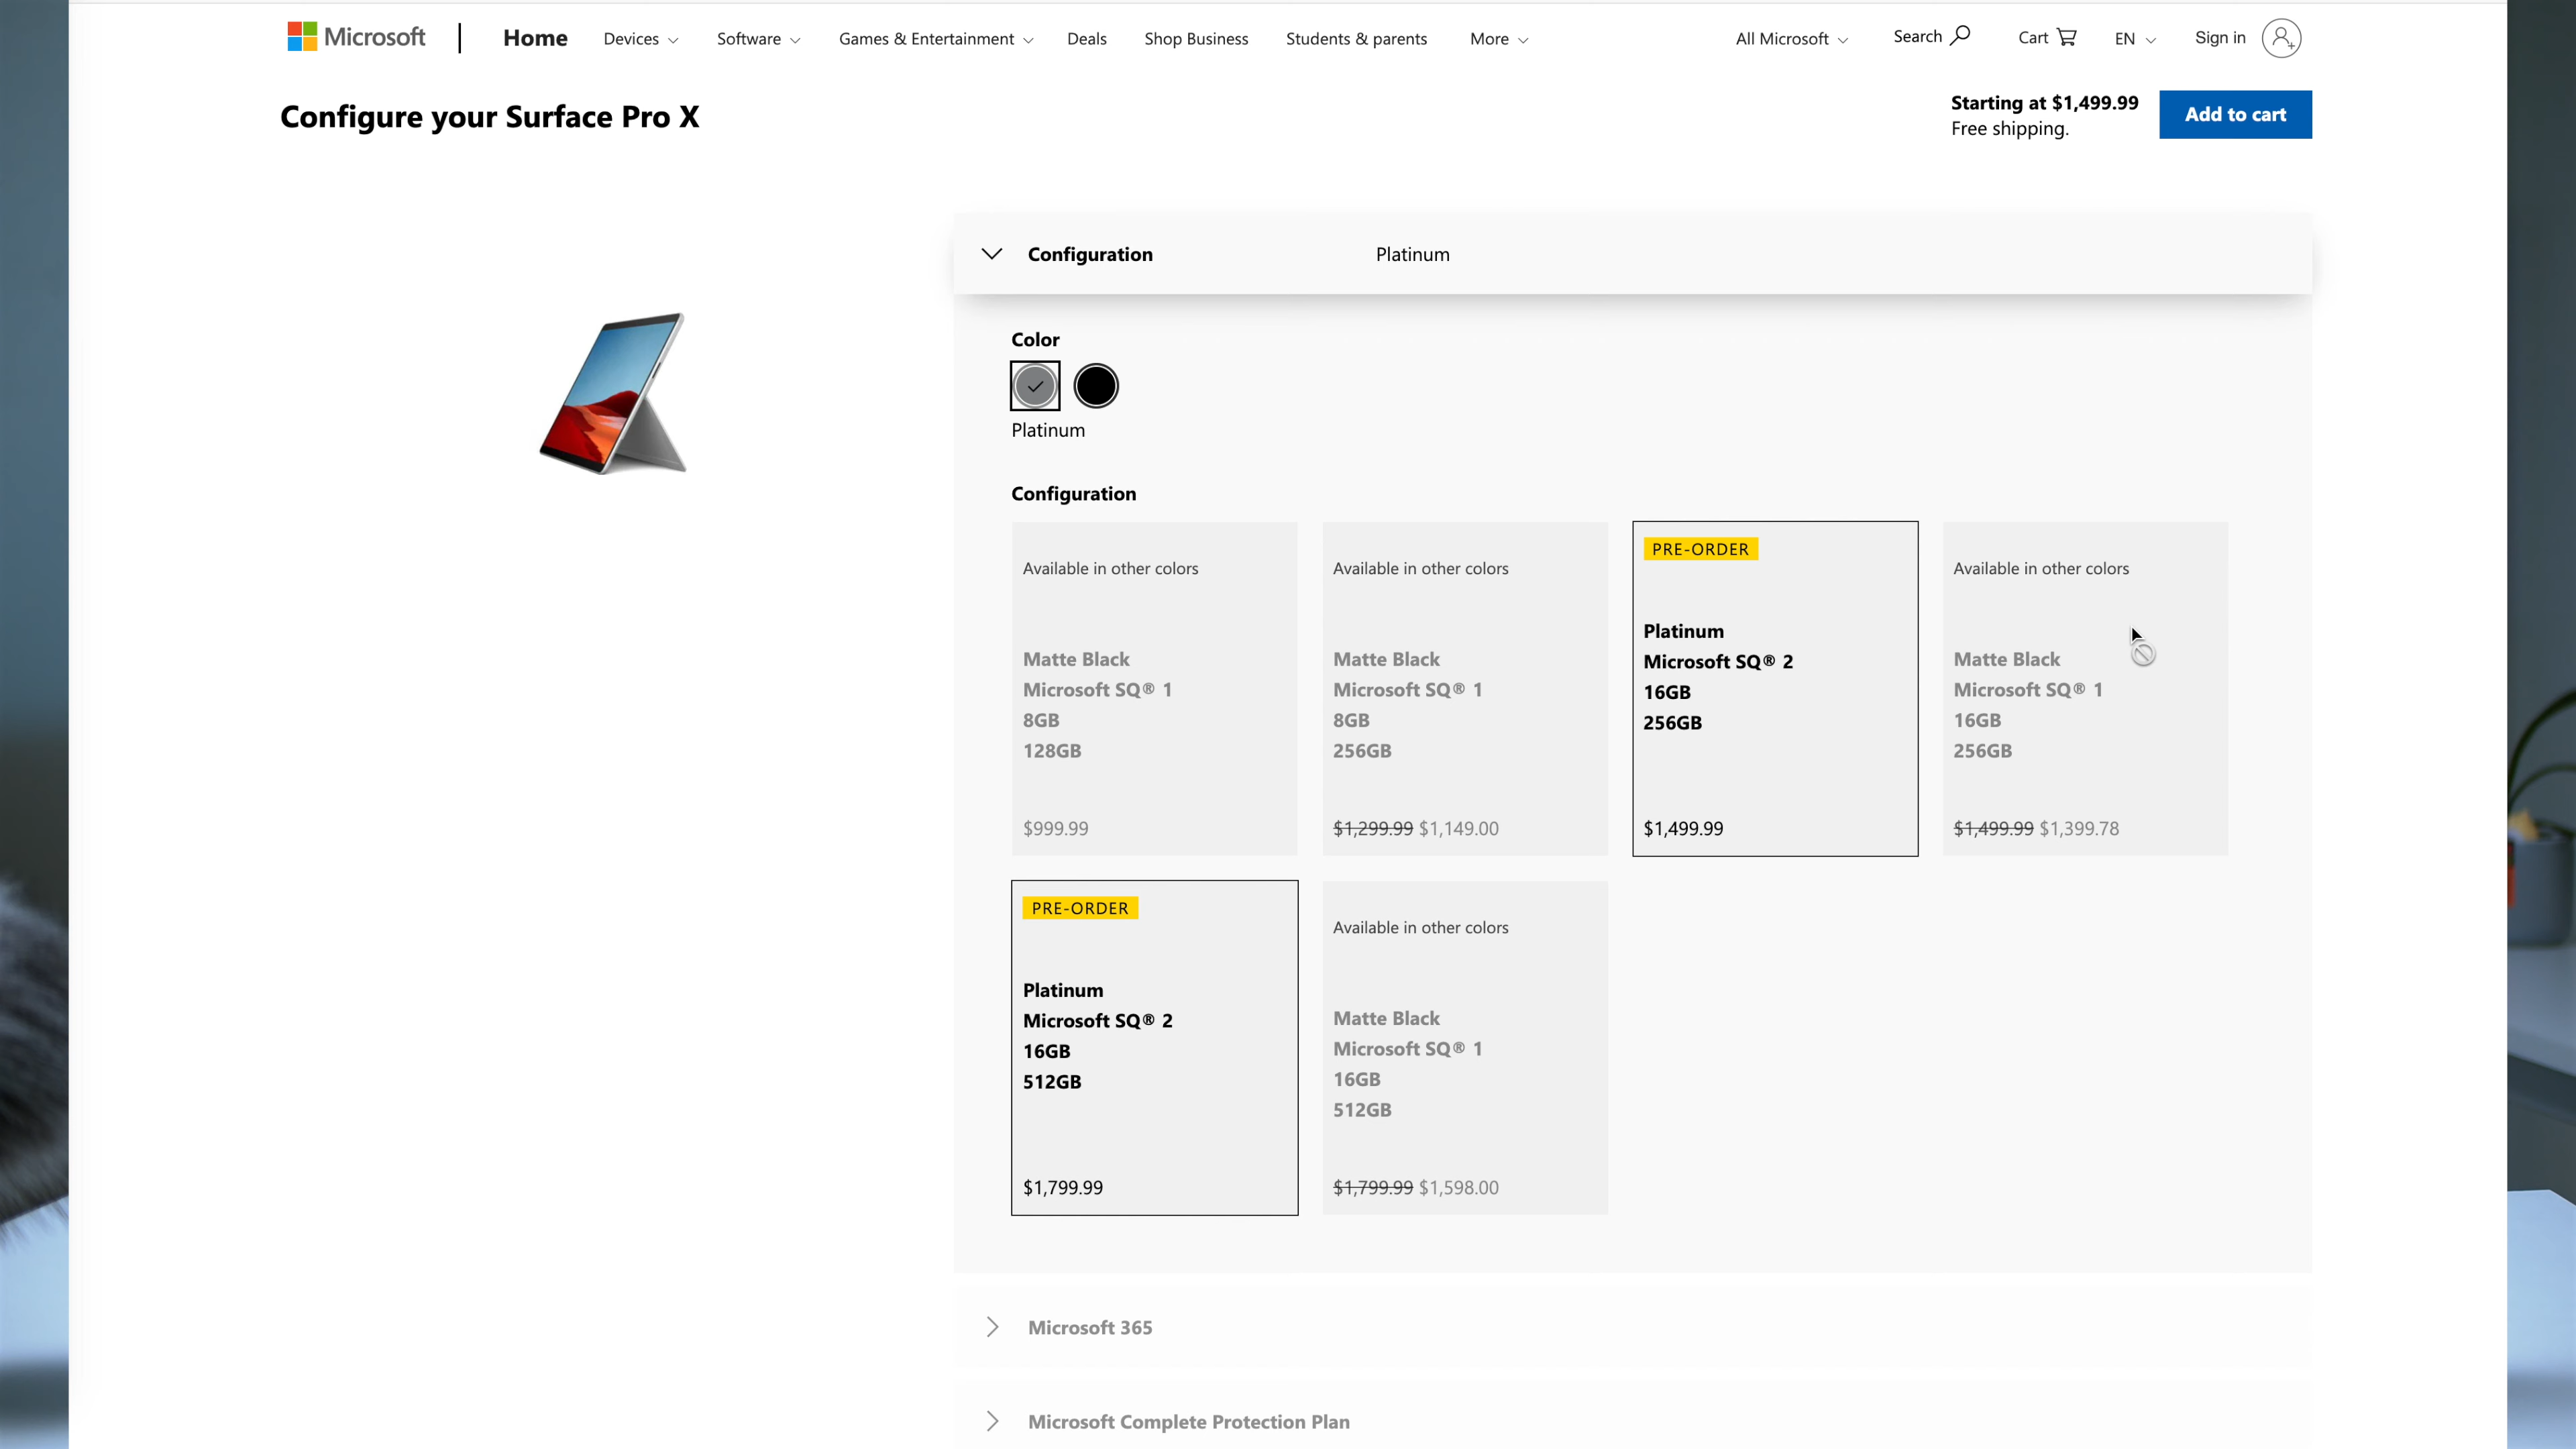 Microsoft
Home
Devices
Software
Games & Entertainment
Deals
Shop Business
Students & parents
More
All Microsoft
Search
Cart
EN
Sign in
Configure your Surface Pro X
Starting at $1,499.99
Free shipping.
Add to cart
Configuration
Platinum
Color
Platinum
Configuration
Available in other colors
Matte Black
Microsoft SQ® 1
8GB
128GB
$999.99
Available in other colors
Matte Black
Microsoft SQ® 1
8GB
256GB
$1,299.99 $1,149.00
PRE-ORDER
Platinum
Microsoft SQ® 2
16GB
256GB
$1,499.99
Available in other colors
Matte Black
Microsoft SQ® 1
16GB
256GB
$1,499.99 $1,399.78
PRE-ORDER
Platinum
Microsoft SQ® 2
16GB
512GB
$1,799.99
Available in other colors
Matte Black
Microsoft SQ® 1
16GB
512GB
$1,799.99 $1,598.00
Microsoft 365
Microsoft Complete Protection Plan